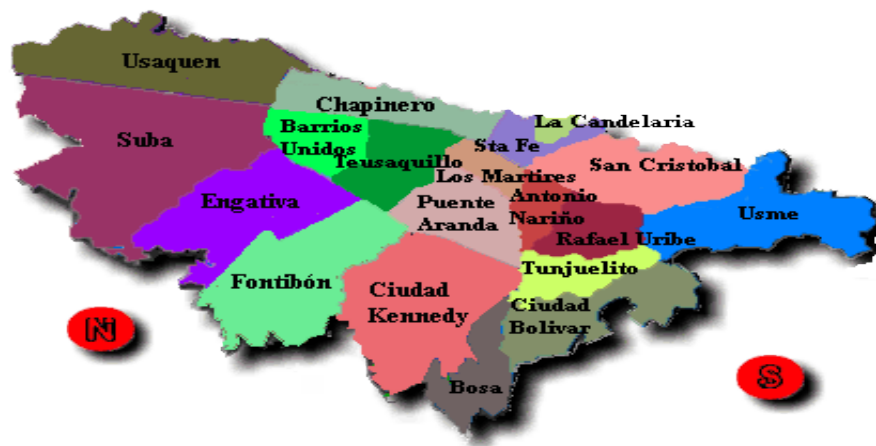 Usaquen
Chapinero
La Candelaria
Suba
Barrios
Unidos
Sta Fe
Teusaquillo
San Cristobal
Los Martires
Engativa
Puente
Aranda
Antonio
Nariño
Usme
Rafael Uribe
Fontibón
Tunjuelito
Ciudad
Kennedy
Ciudad
Bolivar
Bosa
N
S